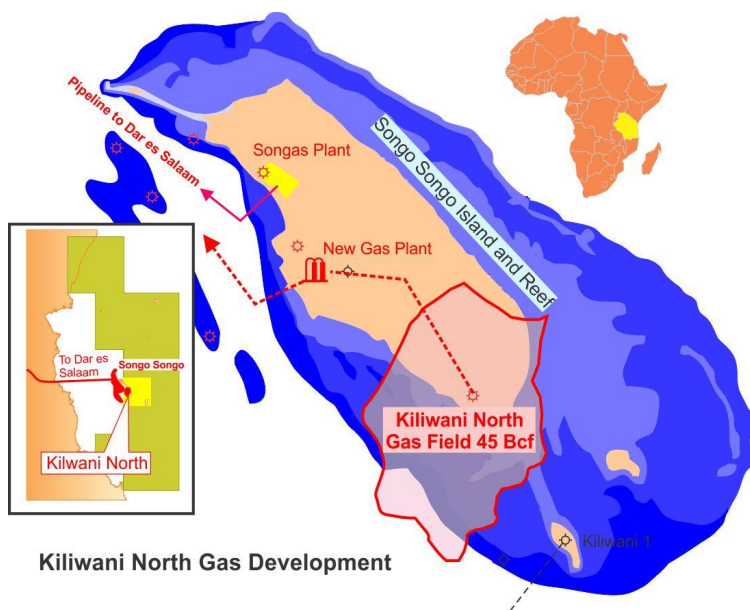 Pipeline to Dar es Salaam
Songas Plant
Songo Songo Island and Reef
New Gas Plant
To Dar es
Salaam
Songo Songo
Kilwani North
Kiliwani North
Gas Field 45 Bcf
Kiliwani 1
Kiliwani North Gas Development